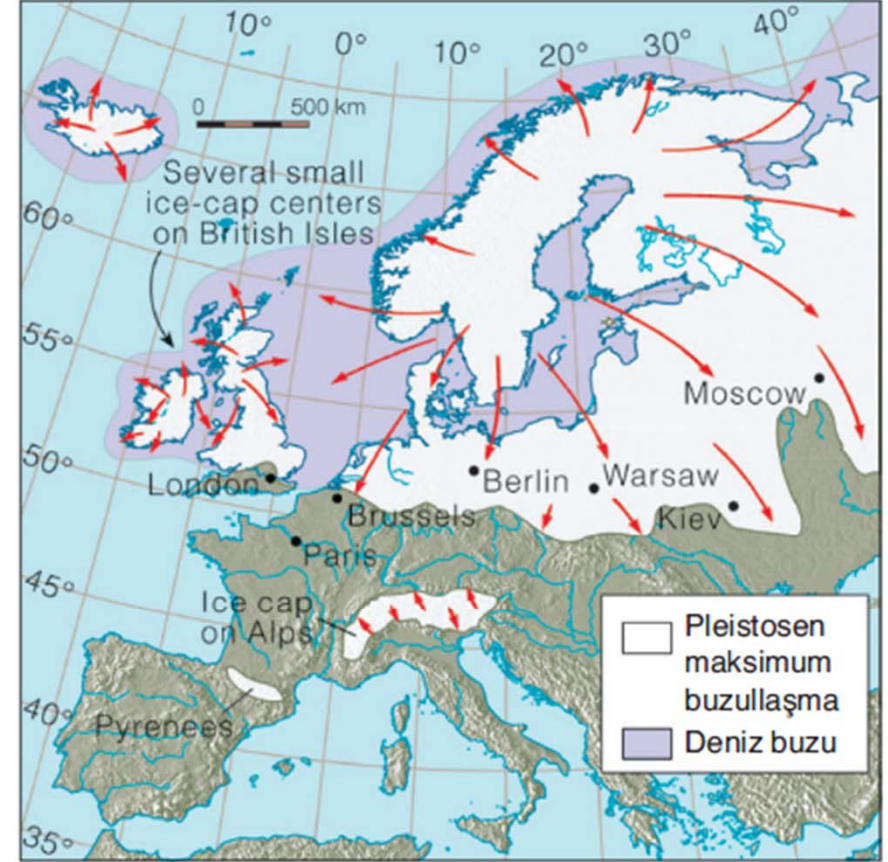 10°
0°
10°
20°
30°
40°
0
500 km
Several small
ice-cap centers
on British Isles
60°
55°
50°
45°
40°
35°
Moscow
London
Berlin
Warsaw
Brussels
Kiev
Paris
Ice cap
on Alps
Pyrenees
Pleistosen
maksimum
buzullaşma
Deniz buzu